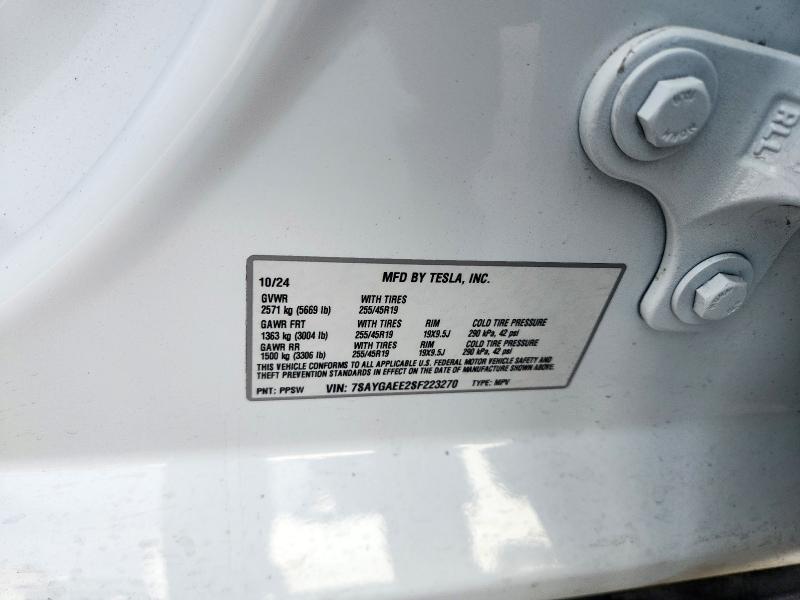 10/24 MFD BY TESLA, INC.
GVWR WITH TIRES
2571 kg (5669 lb) 255/45R19
GAWR FRT WITH TIRES RIM COLD TIRE PRESSURE
1363 kg (3004 lb) 255/45R19 19X9.5J 290 kPa, 42 psi
GAWR RR WITH TIRES RIM COLD TIRE PRESSURE
1500 kg (3306 lb) 255/45R19 19X9.5J 290 kPa, 42 psi
THIS VEHICLE CONFORMS TO ALL APPLICABLE U.S. FEDERAL MOTOR VEHICLE SAFETY AND
THEFT PREVENTION STANDARDS IN EFFECT ON THE DATE OF MANUFACTURE SHOWN ABOVE.
PNT: PPSW VIN: 7SAYGAEE2SF223270 TYPE: MPV
RLL